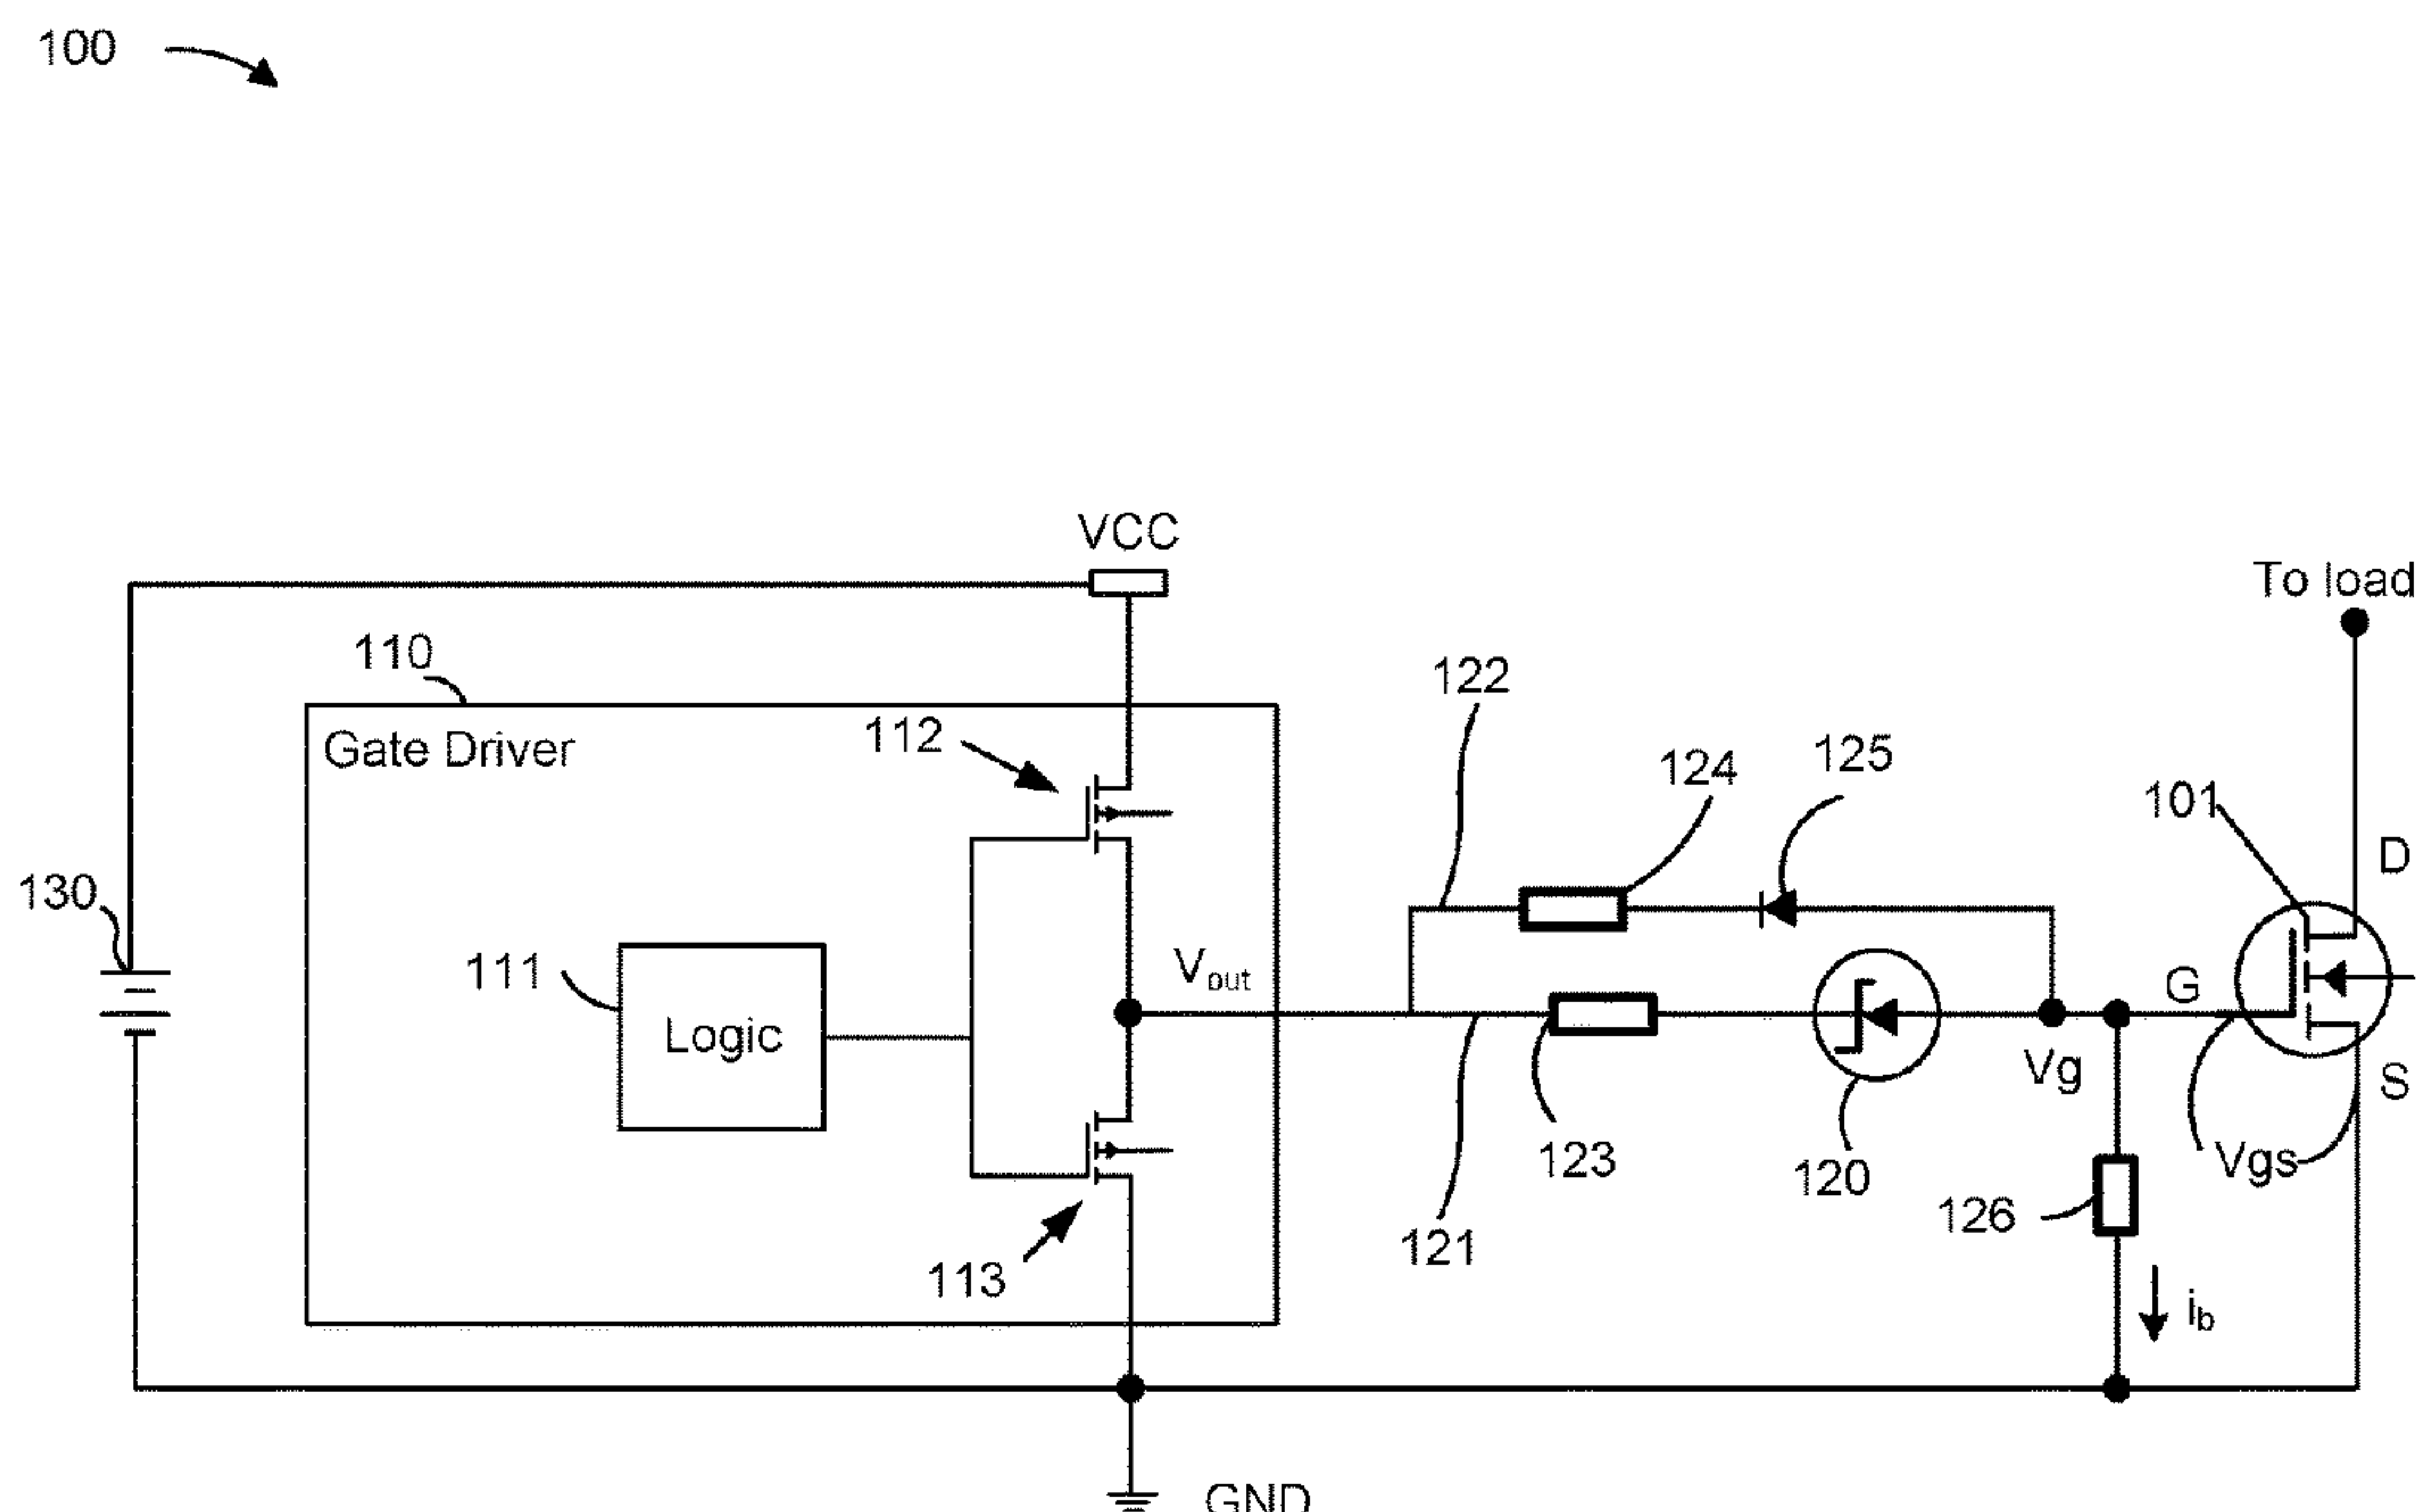 100
VCC
To load
110
122
Gate Driver
112
124
125
101
D
130
111
Logic
Vout
G
Vg
S
123
120
Vgs
126
121
113
ib
GND